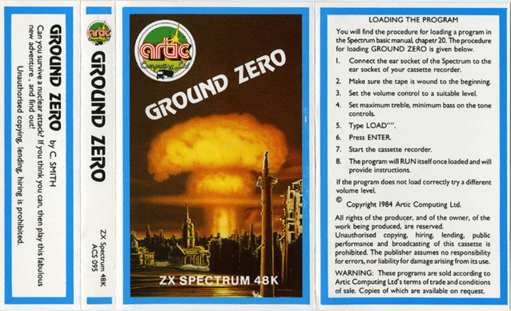 GROUND ZERO by C. SMITH
Can you survive a nuclear attack? If you think you can, then play this fabulous
new adventure, and find out!
Unauthorised copying, lending, hiring is prohibited.
artic
GROUND ZERO
ZX Spectrum 48K
ACS 095
artic
Computing Ltd.
GROUND ZERO
ZX SPECTRUM 48K
LOADING THE PROGRAM
You will find the procedure for loading a program in
the Spectrum basic manual, chapter 20. The procedure
for loading GROUND ZERO is given below.
1. Connect the ear socket of the Spectrum to the
ear socket of your cassette recorder.
2. Make sure the tape is wound to the beginning.
3. Set the volume control to a suitable level.
4. Set maximum treble, minimum bass on the tone
controls.
5. Type LOAD"".
6. Press ENTER.
7. Start the cassette recorder.
8. The program will RUN itself once loaded and will
provide instructions.
If the program does not load correctly try a different
volume level.
©
Copyright 1984 Artic Computing Ltd.
All rights of the producer, and of the owner, of the
work being produced, are reserved.
Unauthorised copying, hiring, lending, public
performance and broadcasting of this cassette is
prohibited. The publisher assumes no responsibility
for errors, nor liability for damage arising from its use.
WARNING: These programs are sold according to
Artic Computing Ltd's terms of trade and conditions
of sale. Copies of which are available on request.